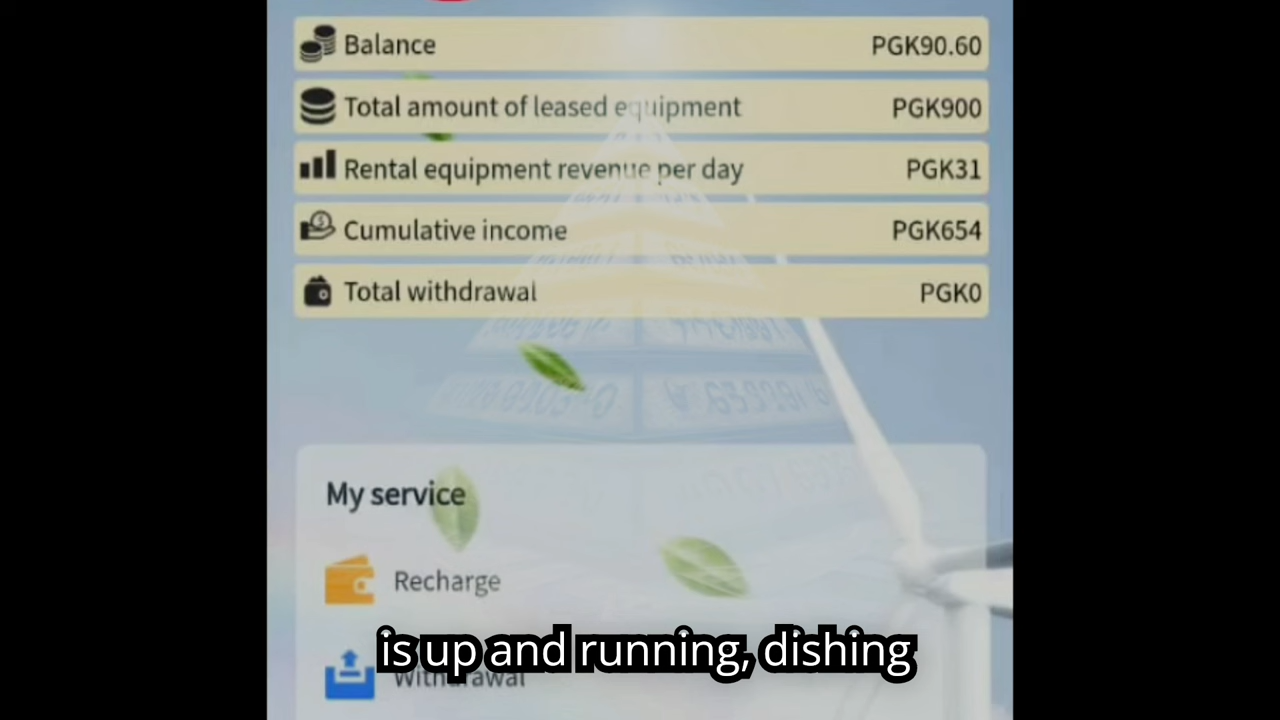 Balance PGK90.60
Total amount of leased equipment PGK900
Rental equipment revenue per day PGK31
Cumulative income PGK654
Total withdrawal PGK0
My service
Recharge
Withdrawal
is up and running, dishing